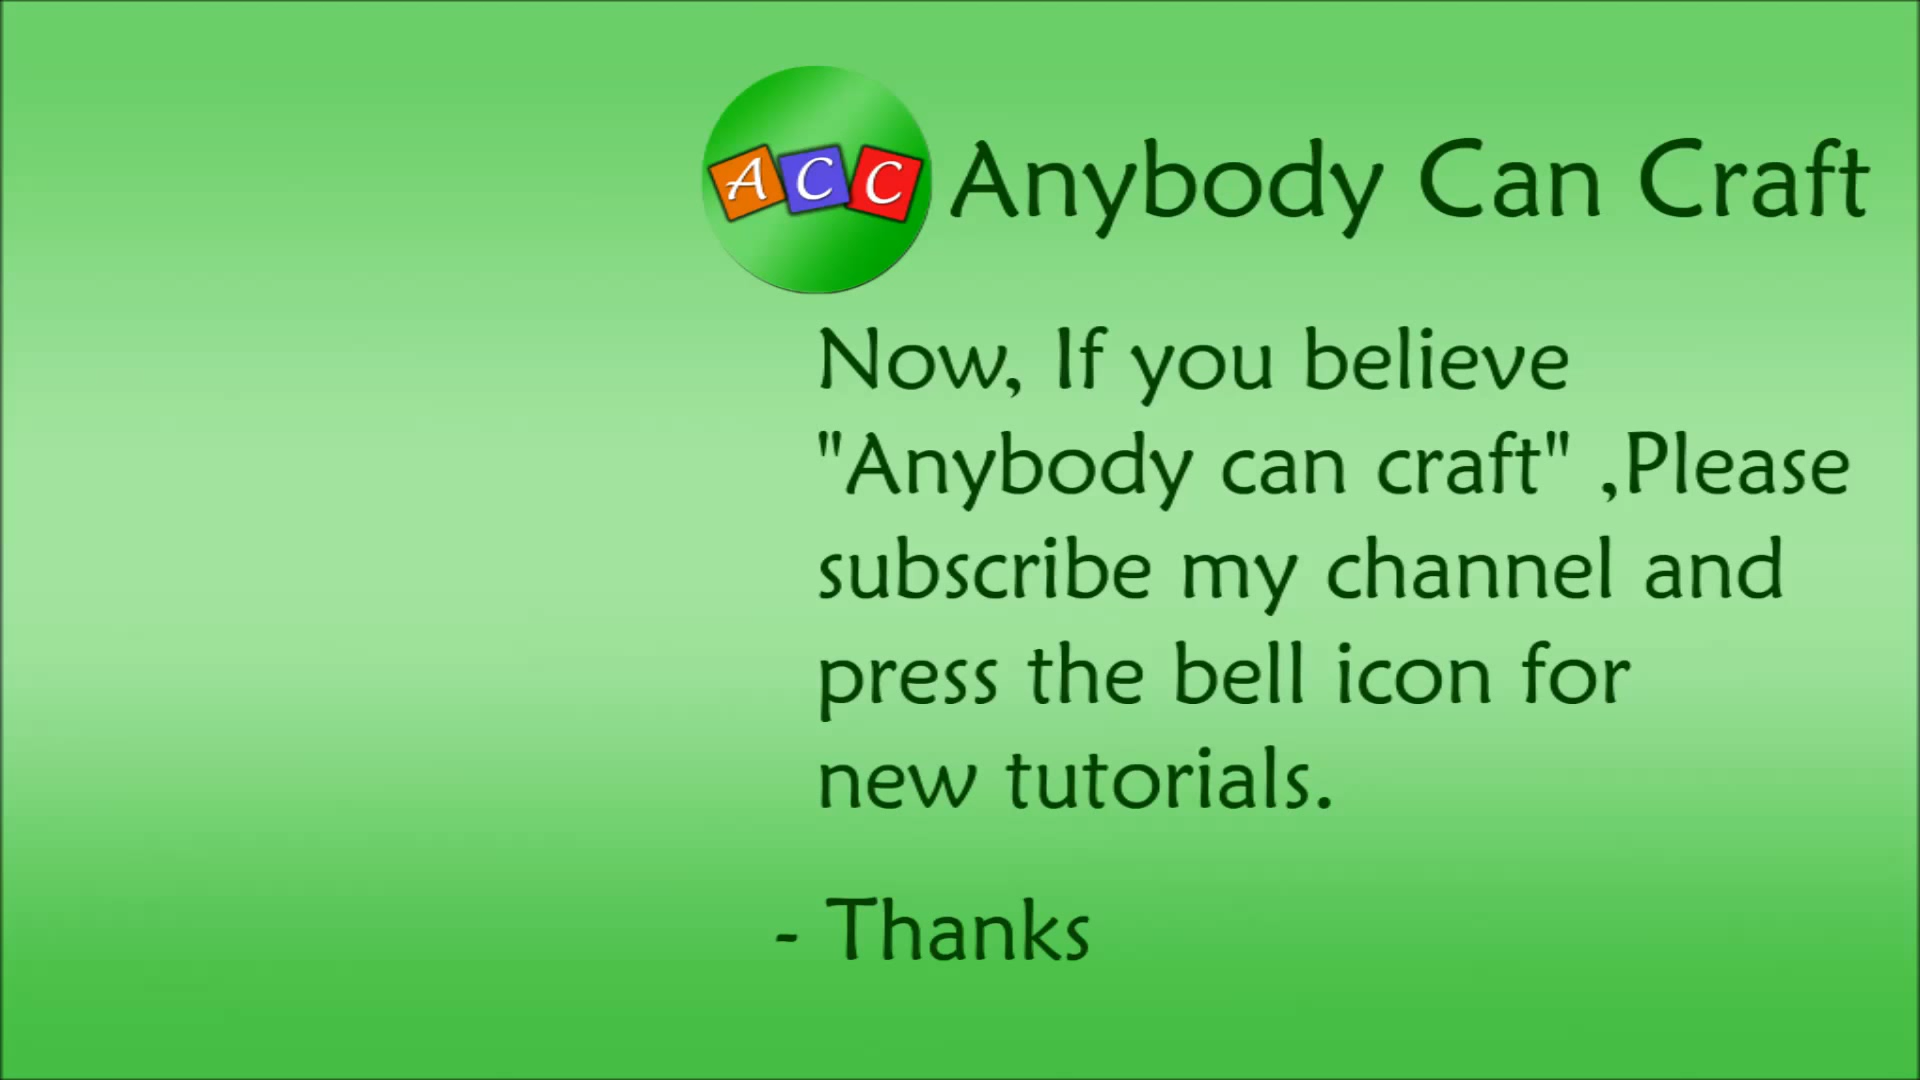 ACC Anybody Can Craft
Now, If you believe
"Anybody can craft" ,Please
subscribe my channel and
press the bell icon for
new tutorials.
- Thanks